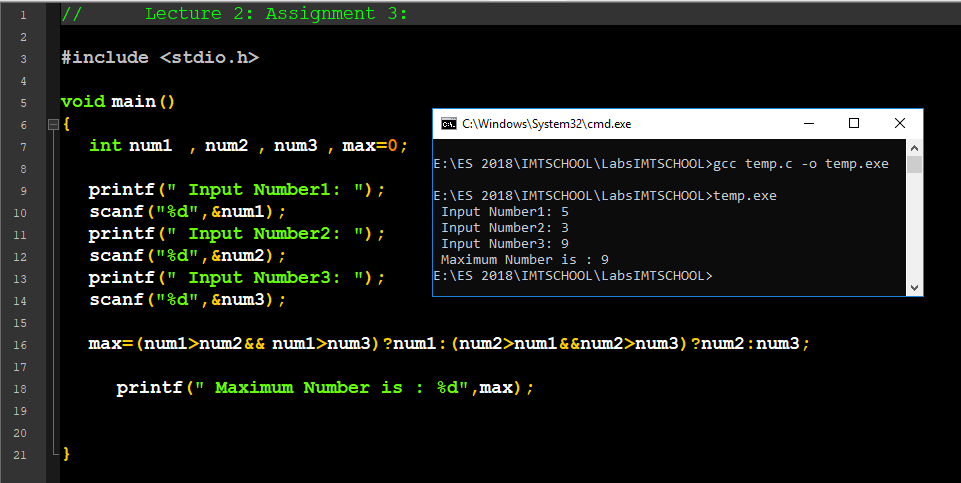 1 // Lecture 2: Assignment 3:
2
3 #include <stdio.h>
4
5 void main()
6 {
7 int num1 , num2 , num3 , max=0;
8
9 printf(" Input Number1: ");
10 scanf("%d",&num1);
11 printf(" Input Number2: ");
12 scanf("%d",&num2);
13 printf(" Input Number3: ");
14 scanf("%d",&num3);
15
16 max=(num1>num2&& num1>num3)?num1:(num2>num1&&num2>num3)?num2:num3;
17
18 printf(" Maximum Number is : %d",max);
19
20
21 }
C:\Windows\System32\cmd.exe
E:\ES 2018\IMTSCHOOL\LabsIMTSCHOOL>gcc temp.c -o temp.exe
E:\ES 2018\IMTSCHOOL\LabsIMTSCHOOL>temp.exe
Input Number1: 5
Input Number2: 3
Input Number3: 9
Maximum Number is : 9
E:\ES 2018\IMTSCHOOL\LabsIMTSCHOOL>